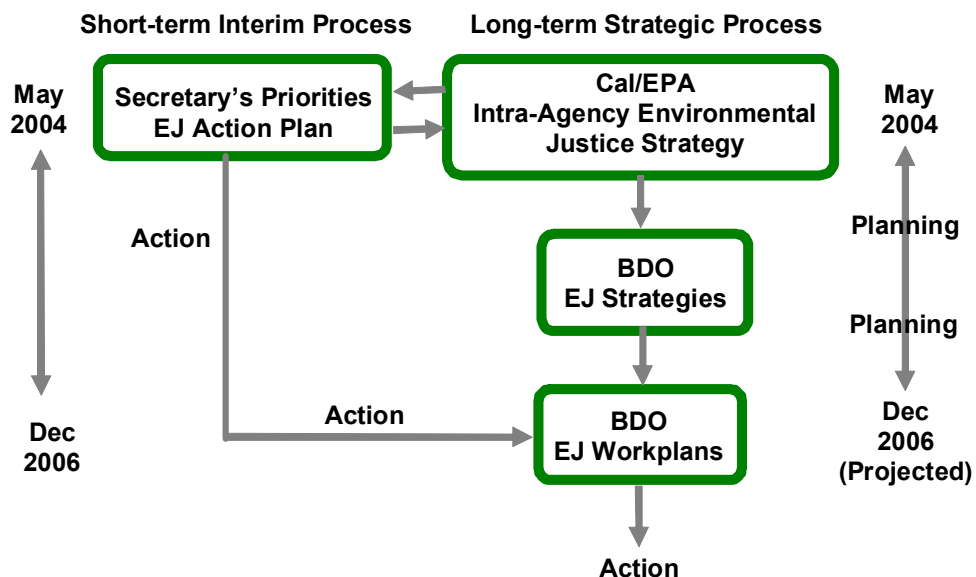 Short-term Interim Process
Long-term Strategic Process
May
2004
Secretary’s Priorities
EJ Action Plan
Cal/EPA
Intra-Agency Environmental
Justice Strategy
May
2004
Action
Planning
BDO
EJ Strategies
Planning
Dec
2006
Action
BDO
EJ Workplans
Dec
2006
(Projected)
Action